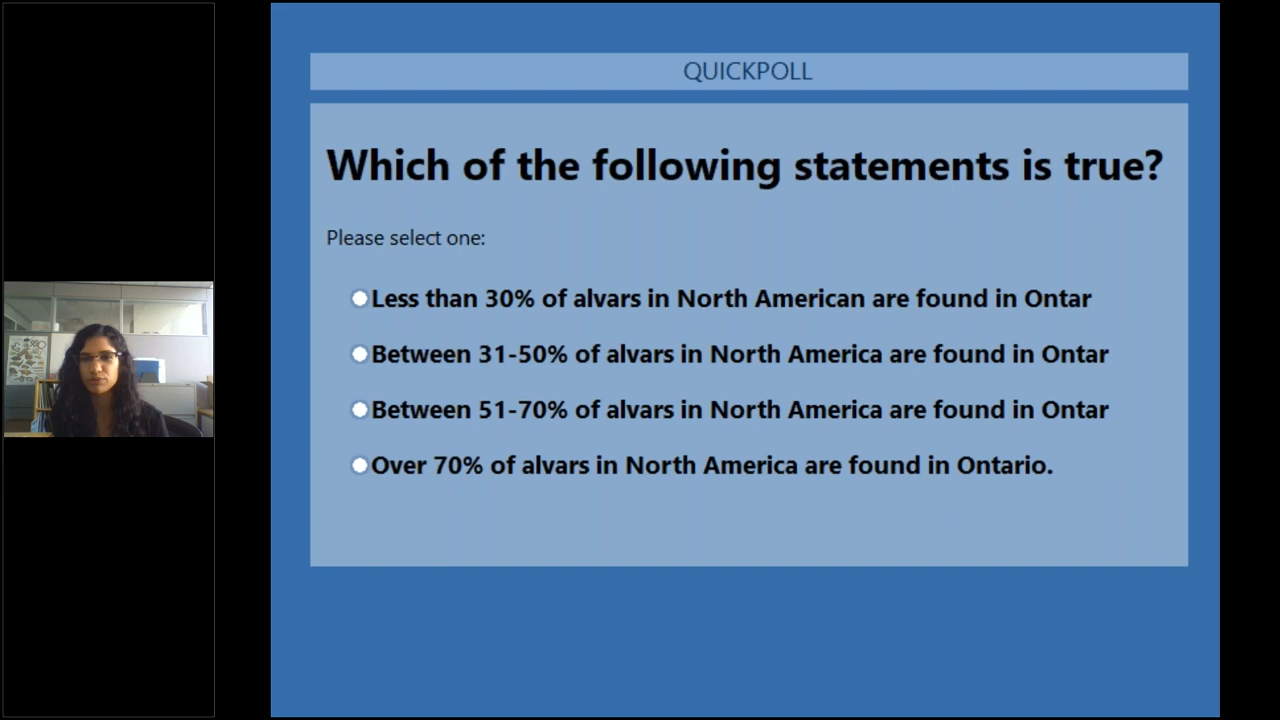 QUICKPOLL
Which of the following statements is true?
Please select one:
Less than 30% of alvars in North American are found in Ontar
Between 31-50% of alvars in North America are found in Ontar
Between 51-70% of alvars in North America are found in Ontar
Over 70% of alvars in North America are found in Ontario.